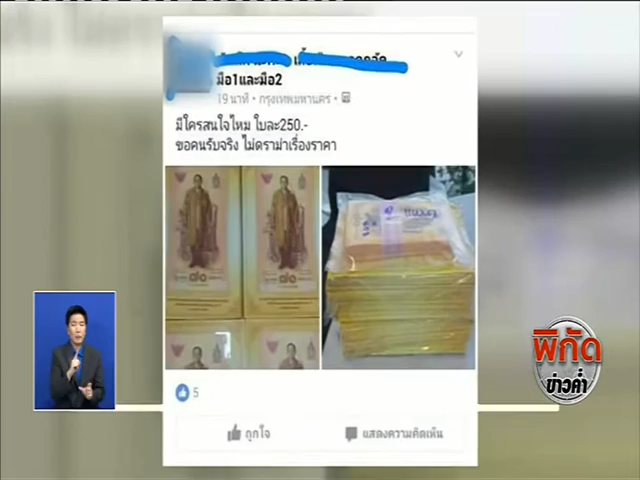 มือ1และมือ2
19 นาที • กรุงเทพมหานคร •
มีใครสนใจไหม ใบละ250.-
ขอคนรับจริง ไม่ดราม่าเรื่องราคา
๗๐
๗๐
5
ถูกใจ
แสดงความคิดเห็น
พิกัด
ข่าวค่ำ